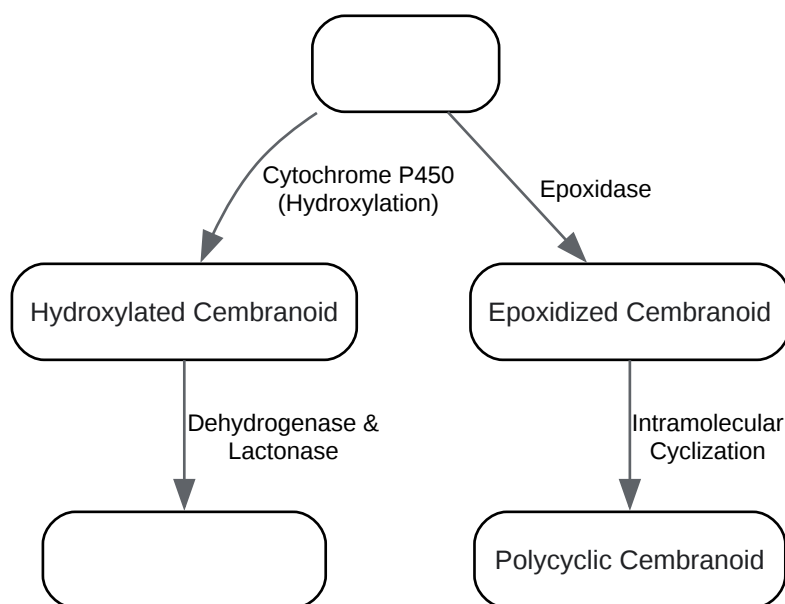 Cytochrome P450
(Hydroxylation)
Epoxidase
Hydroxylated Cembranoid
Epoxidized Cembranoid
Dehydrogenase &
Lactonase
Intramolecular
Cyclization
Polycyclic Cembranoid